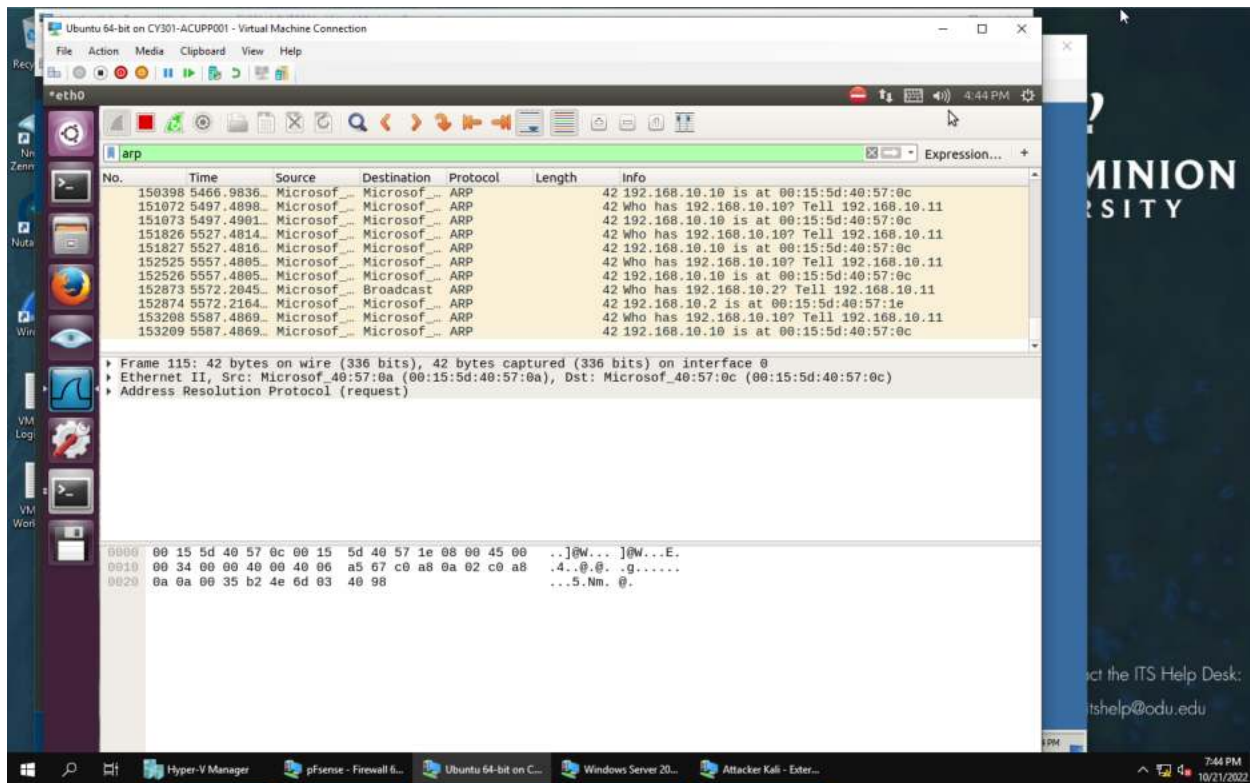 Ubuntu 64-bit on CY301-ACUPP001 - Virtual Machine Connection
File Action Media Clipboard View Help
*eth0
4:44 PM
arp
Expression... +
No. Time Source Destination Protocol Length Info
150398 5466.9836… Microsof_… Microsof_… ARP 42 192.168.10.10 is at 00:15:5d:40:57:0c
151072 5497.4898… Microsof_… Microsof_… ARP 42 Who has 192.168.10.10? Tell 192.168.10.11
151073 5497.4901… Microsof_… Microsof_… ARP 42 192.168.10.10 is at 00:15:5d:40:57:0c
151826 5527.4814… Microsof_… Microsof_… ARP 42 Who has 192.168.10.10? Tell 192.168.10.11
151827 5527.4816… Microsof_… Microsof_… ARP 42 192.168.10.10 is at 00:15:5d:40:57:0c
152525 5557.4805… Microsof_… Microsof_… ARP 42 Who has 192.168.10.10? Tell 192.168.10.11
152526 5557.4805… Microsof_… Microsof_… ARP 42 192.168.10.10 is at 00:15:5d:40:57:0c
152873 5572.2045… Microsof_… Broadcast ARP 42 Who has 192.168.10.2? Tell 192.168.10.11
152874 5572.2164… Microsof_… Microsof_… ARP 42 192.168.10.2 is at 00:15:5d:40:57:1e
153208 5587.4869… Microsof_… Microsof_… ARP 42 Who has 192.168.10.10? Tell 192.168.10.11
153209 5587.4869… Microsof_… Microsof_… ARP 42 192.168.10.10 is at 00:15:5d:40:57:0c
Frame 115: 42 bytes on wire (336 bits), 42 bytes captured (336 bits) on interface 0
Ethernet II, Src: Microsof_40:57:0a (00:15:5d:40:57:0a), Dst: Microsof_40:57:0c (00:15:5d:40:57:0c)
Address Resolution Protocol (request)
0000 00 15 5d 40 57 0c 00 15 5d 40 57 1e 08 00 45 00 ..]@W... ]@W...E.
0010 00 34 00 00 40 00 40 06 a5 67 c0 a8 0a 02 c0 a8 .4..@.@. .g......
0020 0a 0a 00 35 b2 4e 6d 03 40 98 ...5.Nm. @.
Recy
Nm
Zenm
Nuta
Wir
VM
Logi
VM
Work
MINION
SITY
ct the ITS Help Desk:
itshelp@odu.edu
Hyper-V Manager
pFsense - Firewall 6...
Ubuntu 64-bit on C...
Windows Server 20...
Attacker Kali - Exter...
7:44 PM
10/21/2022